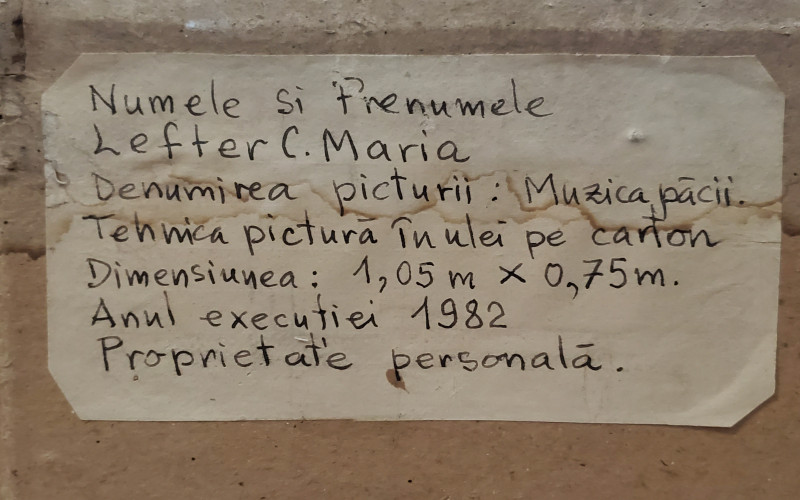 Numele si Prenumele
Lefter C. Maria
Denumirea picturii: Muzica păcii.
Tehnica pictură în ulei pe carton
Dimensiunea: 1,05 m × 0,75 m.
Anul execuției 1982
Proprietate personală.